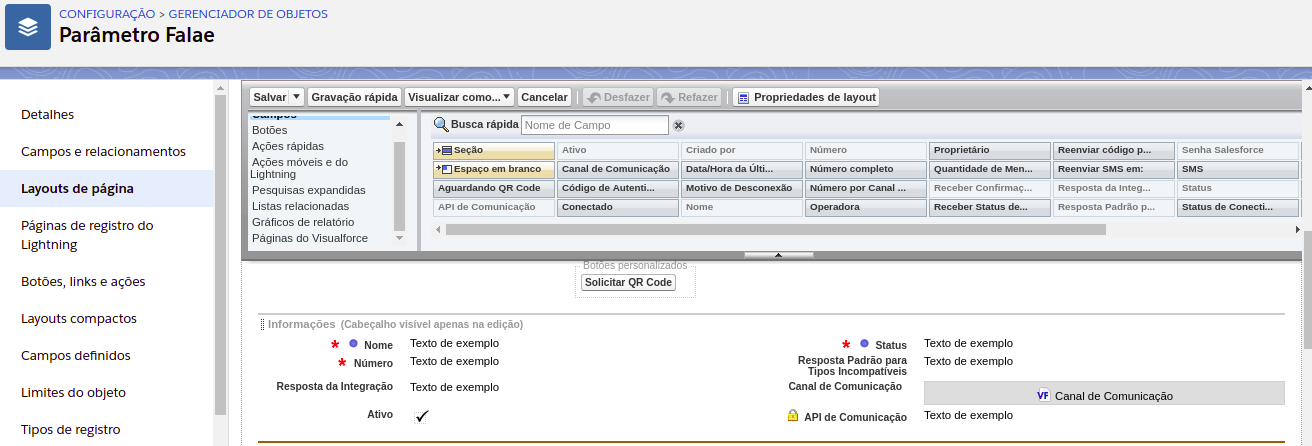 CONFIGURAÇÃO > GERENCIADOR DE OBJETOS
Parâmetro Falae
Detalhes
Campos e relacionamentos
Layouts de página
Páginas de registro do
Lightning
Botões, links e ações
Layouts compactos
Campos definidos
Limites do objeto
Tipos de registro
Salvar Gravação rápida Visualizar como... Cancelar Desfazer Refazer Propriedades de layout
Campos
Botões
Ações rápidas
Ações móveis e do
Lightning
Pesquisas expandidas
Listas relacionadas
Gráficos de relatório
Páginas do Visualforce
Busca rápida Nome de Campo
Seção Ativo Criado por Número Proprietário Reenviar código p... Senha Salesforce
Espaço em branco Canal de Comunicação Data/Hora da Últi... Número completo Quantidade de Men... Reenviar SMS em: SMS
Aguardando QR Code Código de Autenti... Motivo de Desconexão Número por Canal ... Receber Confirmaç... Resposta da Integ... Status
API de Comunicação Conectado Nome Operadora Receber Status de... Resposta Padrão p... Status de Conecti...
Botões personalizados
Solicitar QR Code
Informações (Cabeçalho visível apenas na edição)
* Nome Texto de exemplo
* Número Texto de exemplo
Resposta da Integração Texto de exemplo
Ativo
* Status Texto de exemplo
Resposta Padrão para
Tipos Incompatíveis Texto de exemplo
Canal de Comunicação VF Canal de Comunicação
API de Comunicação Texto de exemplo